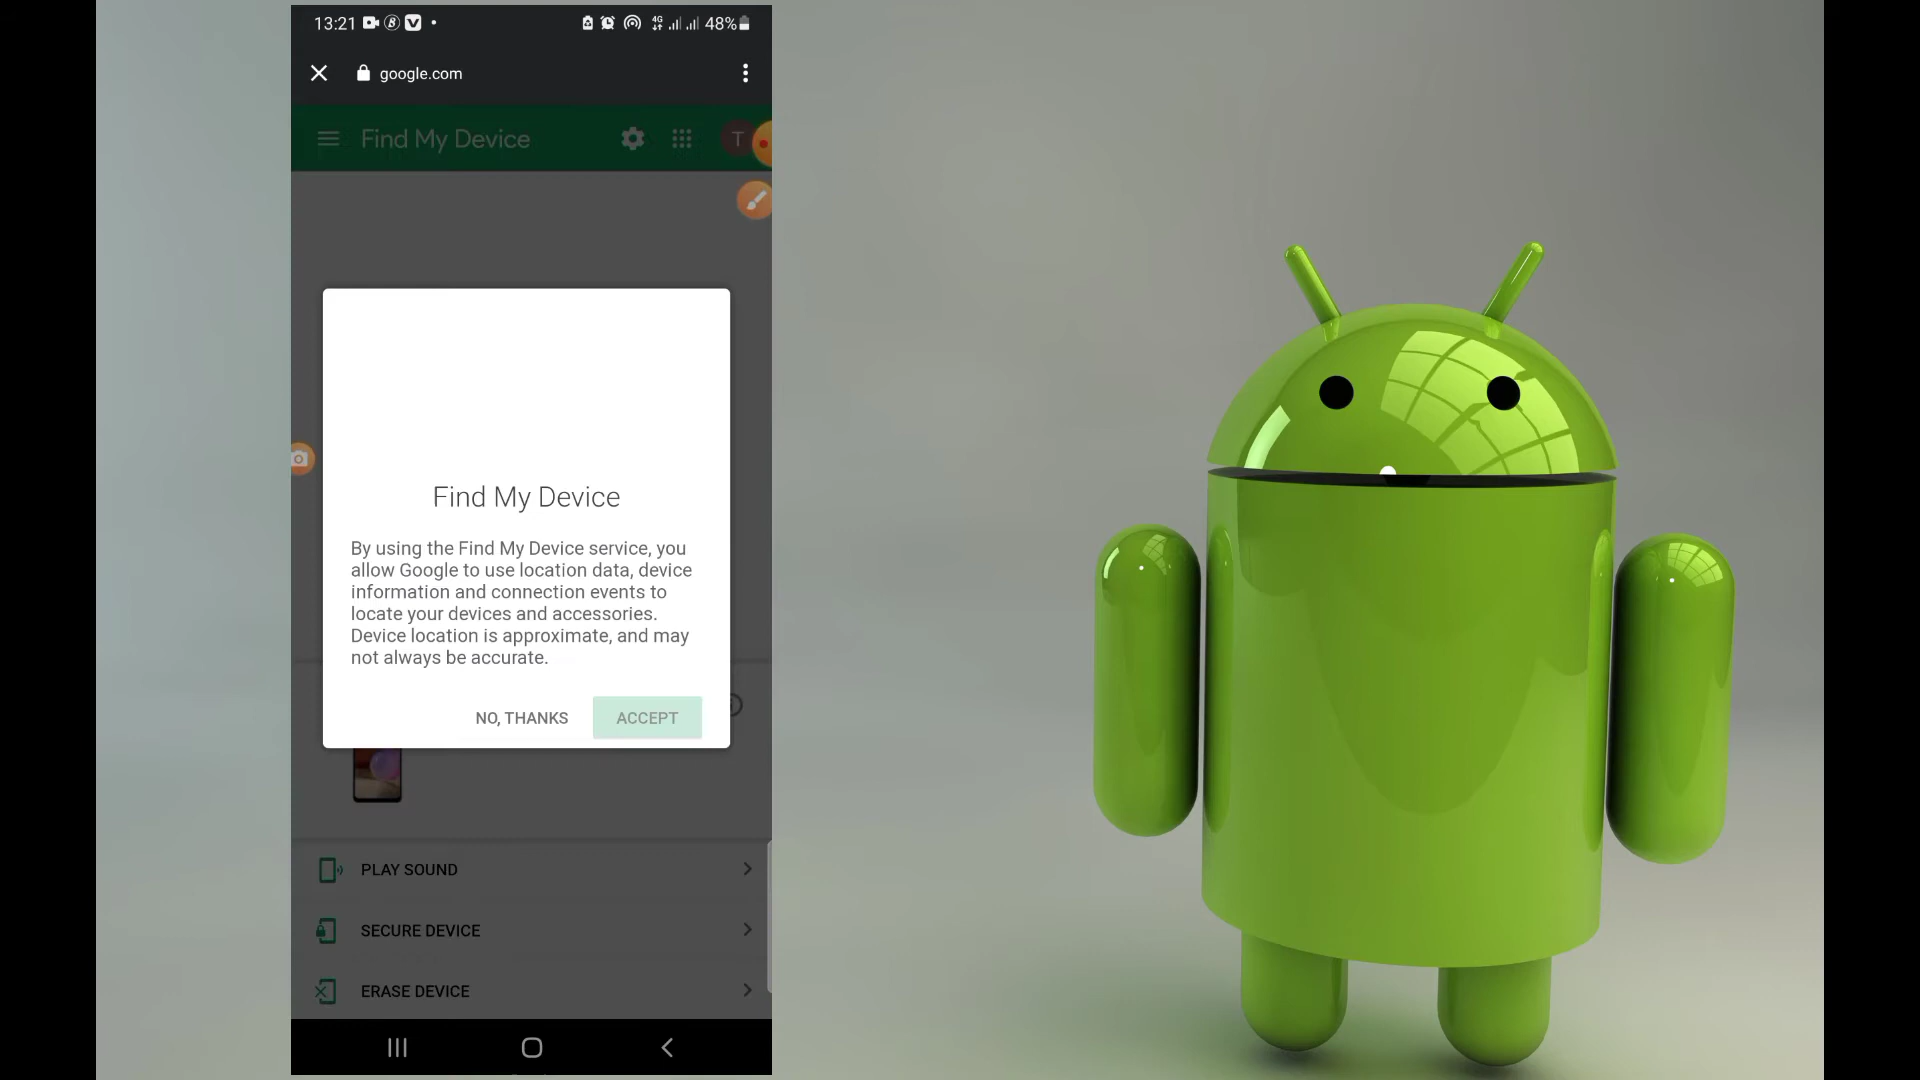 13:21
48%
google.com
Find My Device
T
Find My Device
By using the Find My Device service, you
allow Google to use location data, device
information and connection events to
locate your devices and accessories.
Device location is approximate, and may
not always be accurate.
NO, THANKS
ACCEPT
PLAY SOUND
SECURE DEVICE
ERASE DEVICE